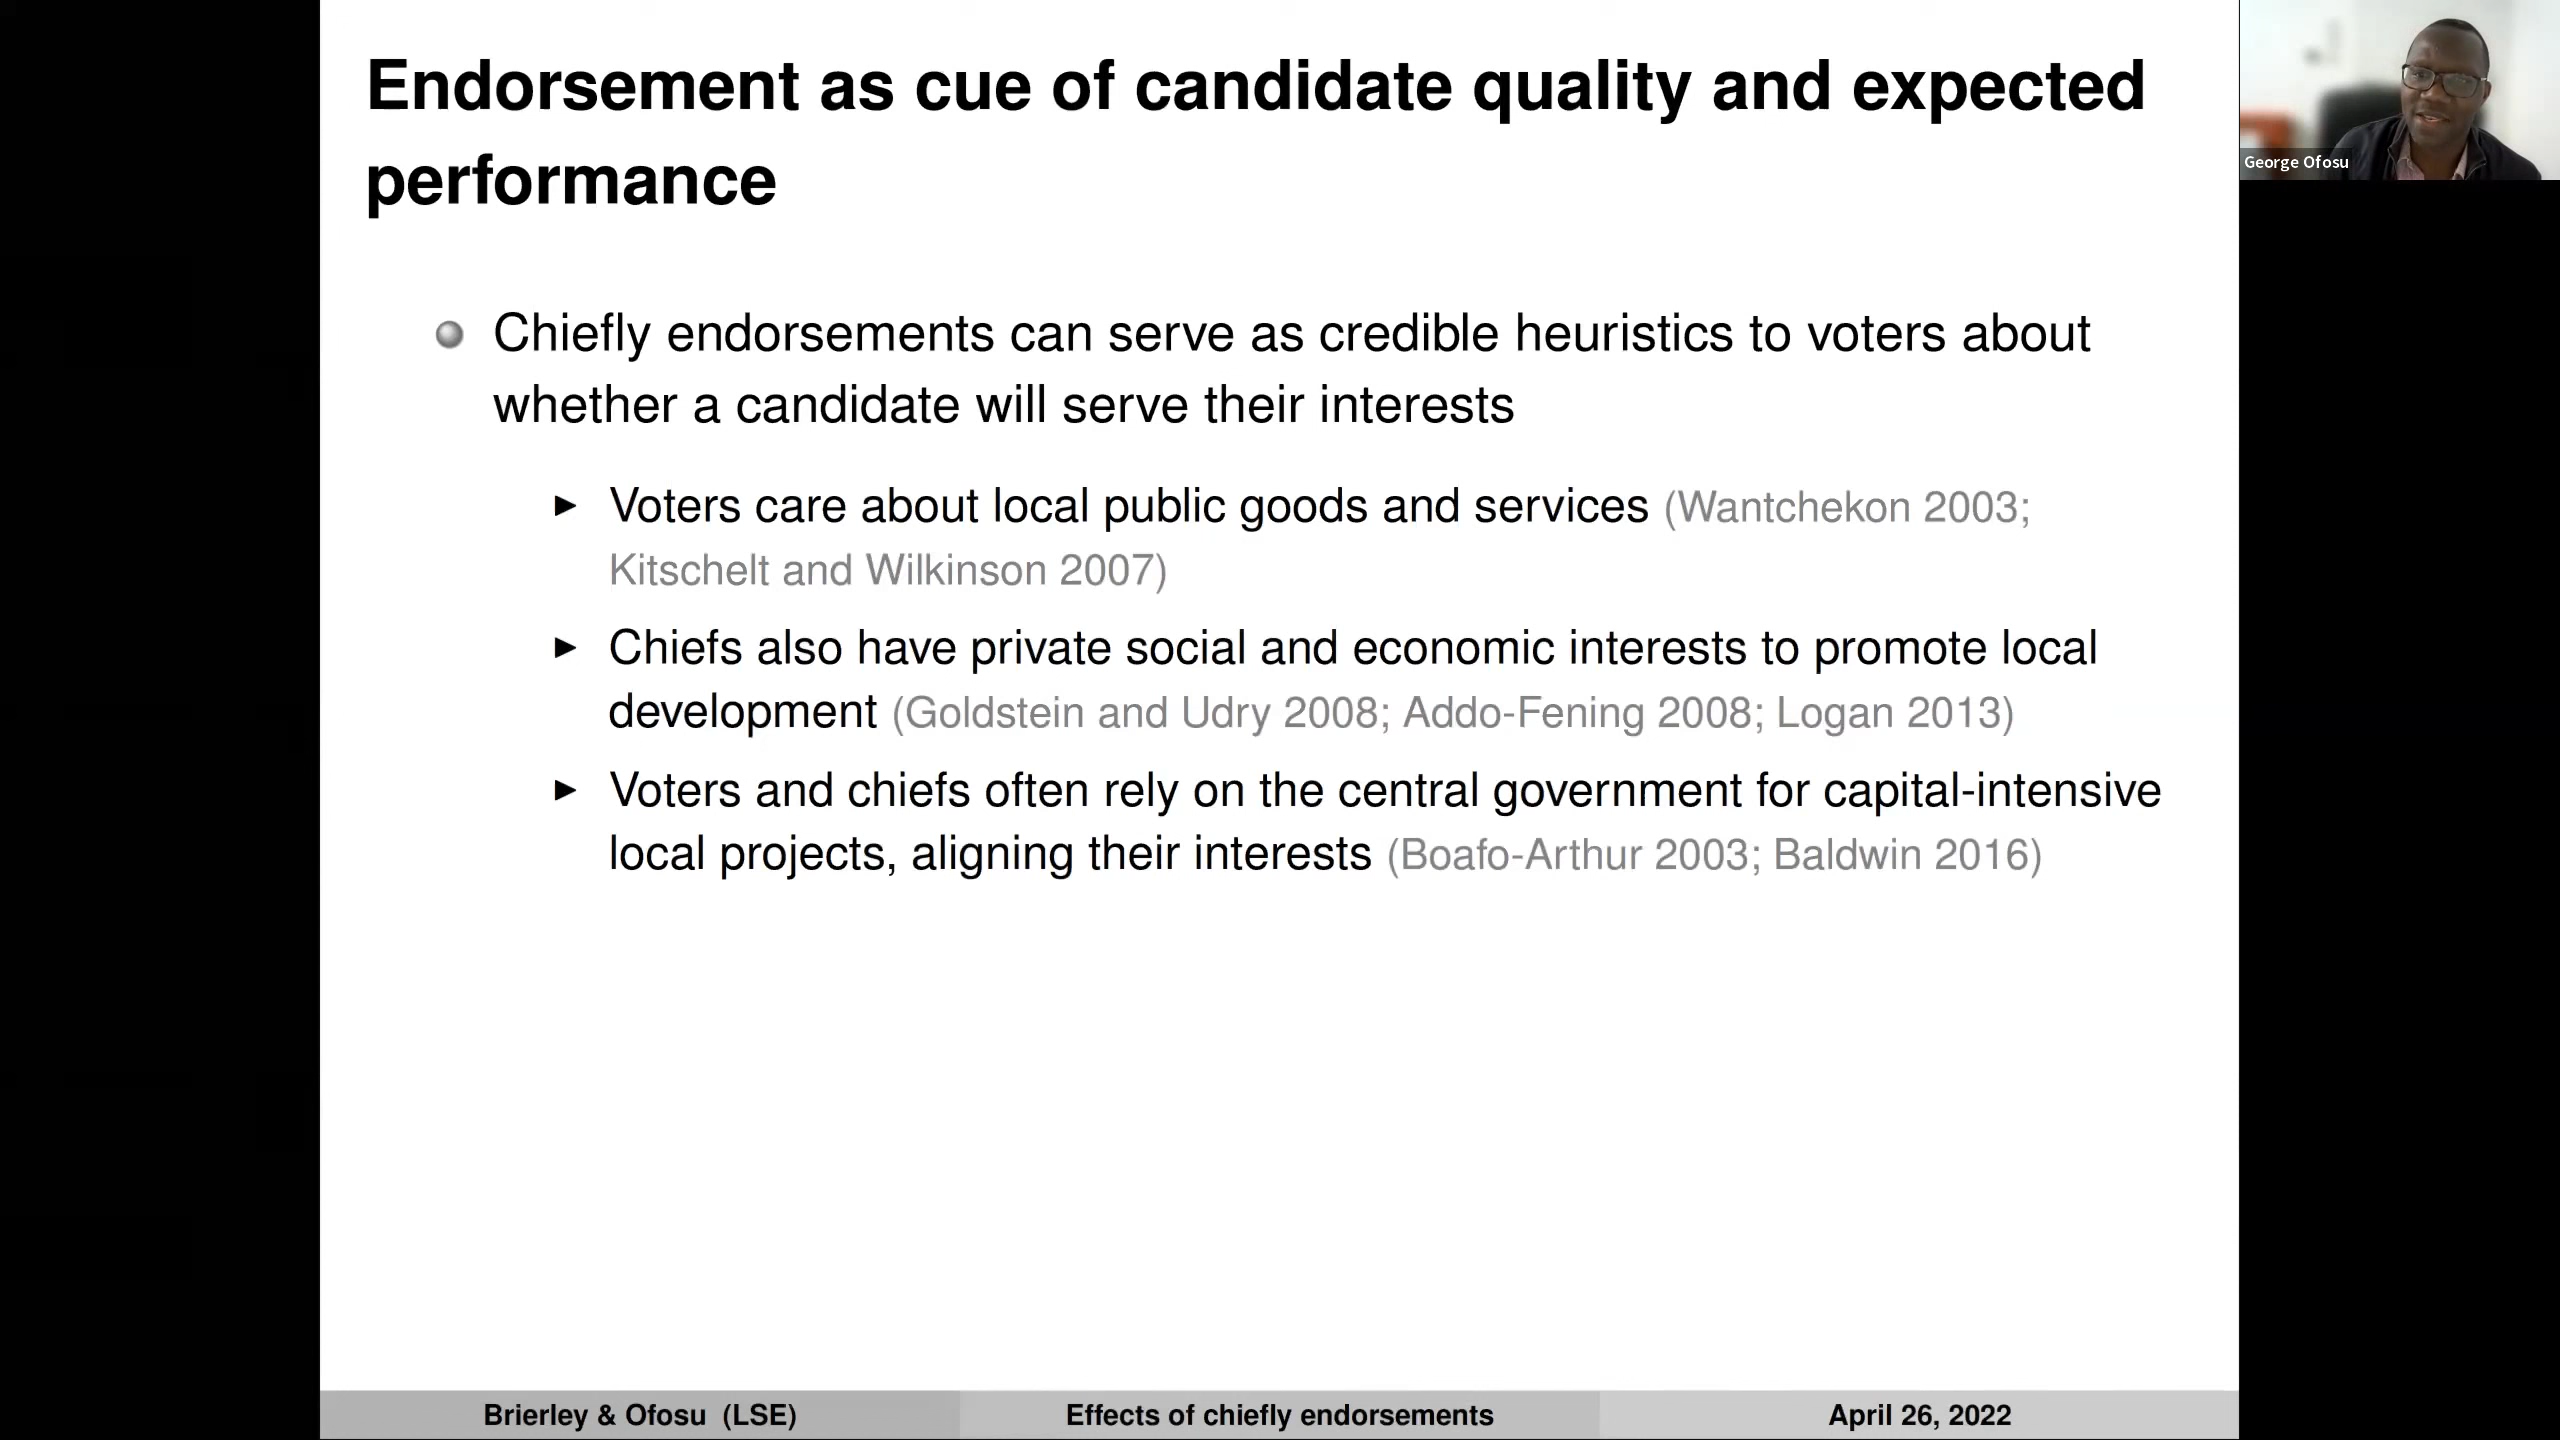 Endorsement as cue of candidate quality and expected
performance
Chiefly endorsements can serve as credible heuristics to voters about
whether a candidate will serve their interests
Voters care about local public goods and services (Wantchekon 2003;
Kitschelt and Wilkinson 2007)
Chiefs also have private social and economic interests to promote local
development (Goldstein and Udry 2008; Addo-Fening 2008; Logan 2013)
Voters and chiefs often rely on the central government for capital-intensive
local projects, aligning their interests (Boafo-Arthur 2003; Baldwin 2016)
Brierley & Ofosu (LSE)
Effects of chiefly endorsements
April 26, 2022
George Ofosu